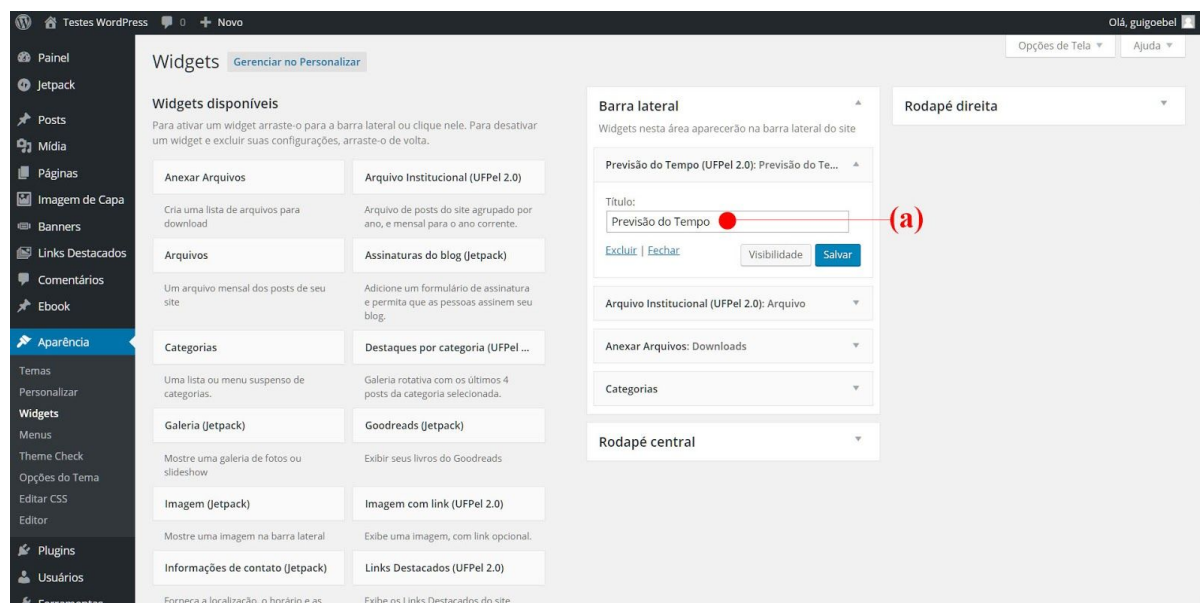 Testes WordPress 0 + Novo
Olá, guigoebel
Opções de Tela
Ajuda
Painel
Jetpack
Posts
Mídia
Páginas
Imagem de Capa
Banners
Links Destacados
Comentários
Ebook
Aparência
Temas
Personalizar
Widgets
Menus
Theme Check
Opções do Tema
Editar CSS
Editor
Plugins
Usuários
Ferramentas
Widgets Gerenciar no Personalizar
Widgets disponíveis
Para ativar um widget arraste-o para a barra lateral ou clique nele. Para desativar
um widget e excluir suas configurações, arraste-o de volta.
Anexar Arquivos
Cria uma lista de arquivos para
download
Arquivo Institucional (UFPel 2.0)
Arquivo de posts do site agrupado por
ano, e mensal para o ano corrente.
Arquivos
Um arquivo mensal dos posts de seu
site
Assinaturas do blog (Jetpack)
Adicione um formulário de assinatura
e permita que as pessoas assinem seu
blog.
Categorias
Uma lista ou menu suspenso de
categorias.
Destaques por categoria (UFPel ...
Galeria rotativa com os últimos 4
posts da categoria selecionada.
Galeria (Jetpack)
Mostre uma galeria de fotos ou
slideshow
Goodreads (Jetpack)
Exibir seus livros do Goodreads
Imagem (Jetpack)
Mostre uma imagem na barra lateral
Imagem com link (UFPel 2.0)
Exibe uma imagem, com link opcional.
Informações de contato (Jetpack)
Forneça a localização, o horário e as
Links Destacados (UFPel 2.0)
Exibe os Links Destacados do site
Barra lateral
Widgets nesta área aparecerão na barra lateral do site
Previsão do Tempo (UFPel 2.0): Previsão do Te...
Título:
Previsão do Tempo
(a)
Excluir | Fechar
Visibilidade
Salvar
Arquivo Institucional (UFPel 2.0): Arquivo
Anexar Arquivos: Downloads
Categorias
Rodapé central
Rodapé direita